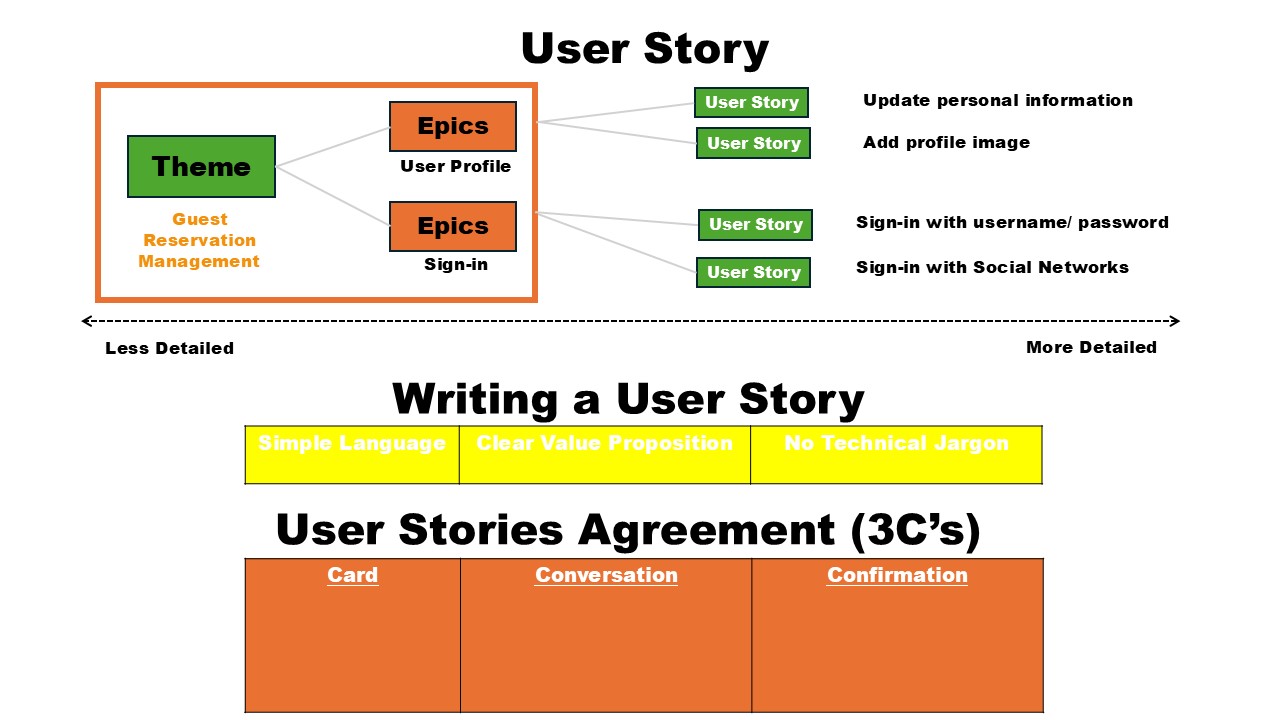 User Story
Theme
Guest
Reservation
Management
Epics
User Profile
Epics
Sign-in
User Story
Update personal information
User Story
Add profile image
User Story
Sign-in with username/ password
User Story
Sign-in with Social Networks
Less Detailed
More Detailed
Writing a User Story
Simple Language
Clear Value Proposition
No Technical Jargon
User Stories Agreement (3C’s)
Card
Conversation
Confirmation